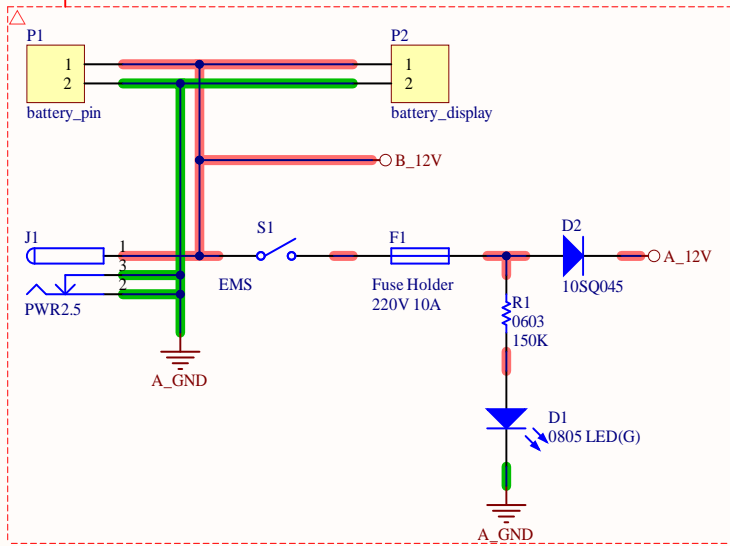 P1
P2
1
1
2
2
battery_pin
battery_display
B_12V
J1
1
S1
F1
D2
A_12V
3
2
EMS
Fuse Holder
220V 10A
10SQ045
PWR2.5
R1
0603
150K
A_GND
D1
0805 LED(G)
A_GND